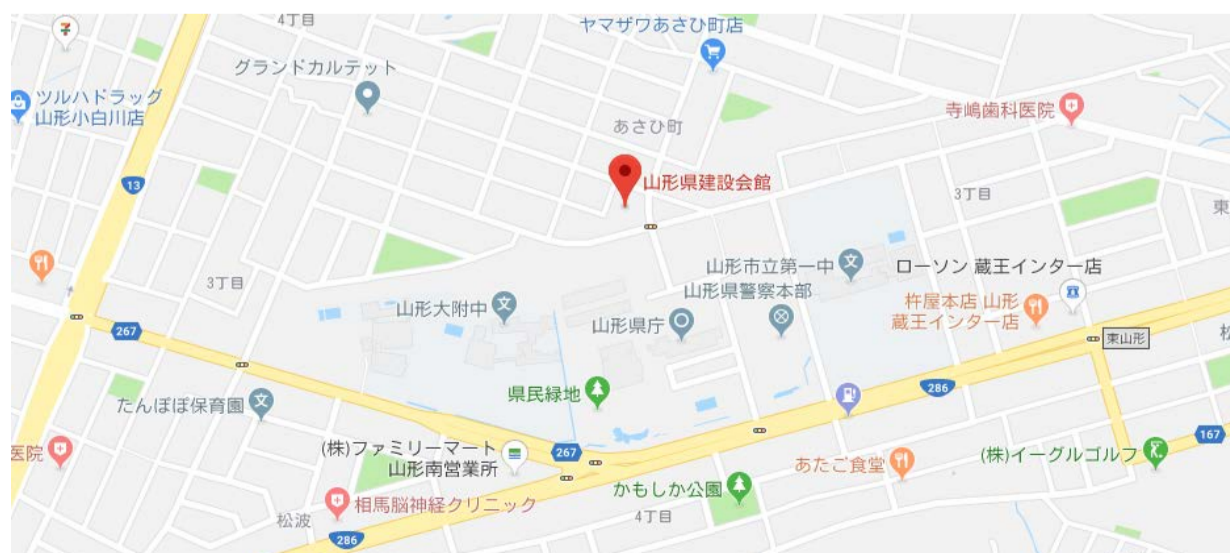 4丁目
ヤマザワあさひ町店
グランドカルテット
ツルハドラッグ
山形小白川店
寺嶋歯科医院
あさひ町
13
山形県建設会館
3丁目
東
3丁目
山形市立第一中
ローソン 蔵王インター店
山形県警察本部
山形大附中
杵屋本店 山形
蔵王インター店
山形県庁
267
東山形
286
県民緑地
たんぽぽ保育園
167
(株)ファミリーマート
山形南営業所
267
医院
あたご食堂
(株)イーグルゴルフ
かもしか公園
相馬脳神経クリニック
松波
4丁目
286